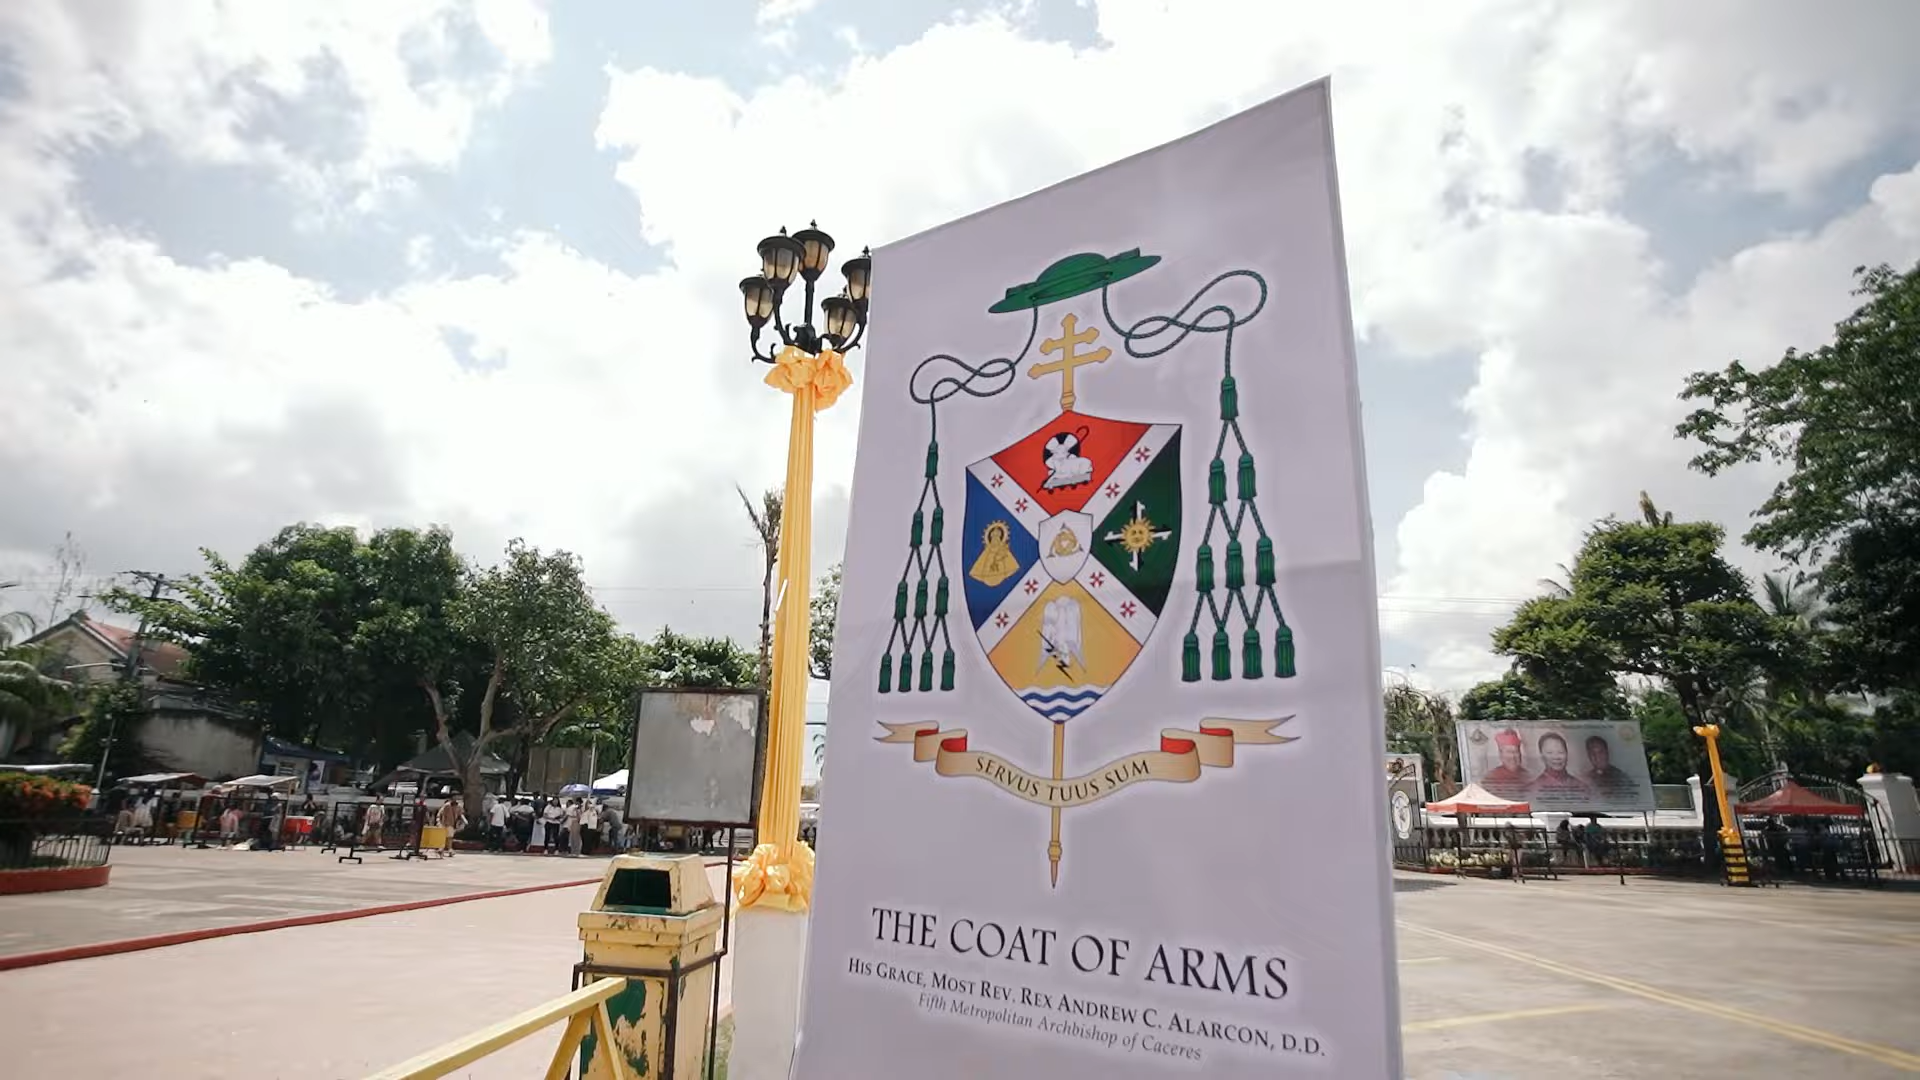 SERVUS TUUS SUM
THE COAT OF ARMS
HIS GRACE, MOST REV. REX ANDREW C. ALARCON, D.D.
Fifth Metropolitan Archbishop of Caceres